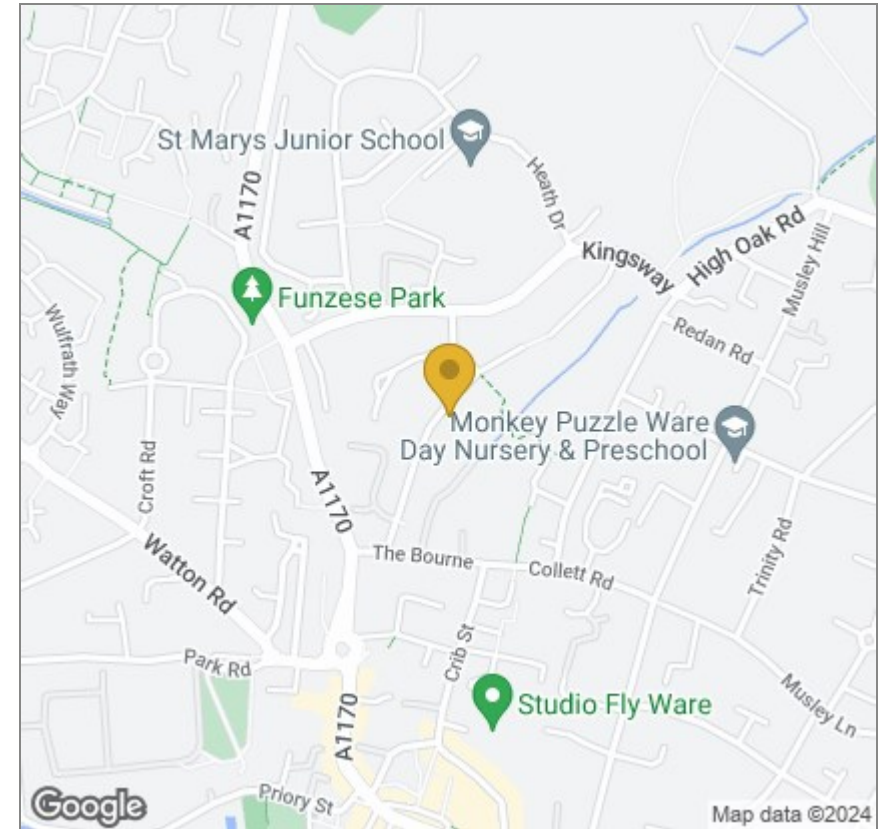 St Marys Junior School
Heath Dr
A1170
Kingsway
High Oak Rd
Musley Hill
Funzese Park
Redan Rd
Wulfrath Way
Monkey Puzzle Ware
Day Nursery & Preschool
Croft Rd
A1170
Watton Rd
The Bourne
Collett Rd
Trinity Rd
Park Rd
Crib St
Musley Ln
Studio Fly Ware
A1170
Priory St
Google
Map data ©2024